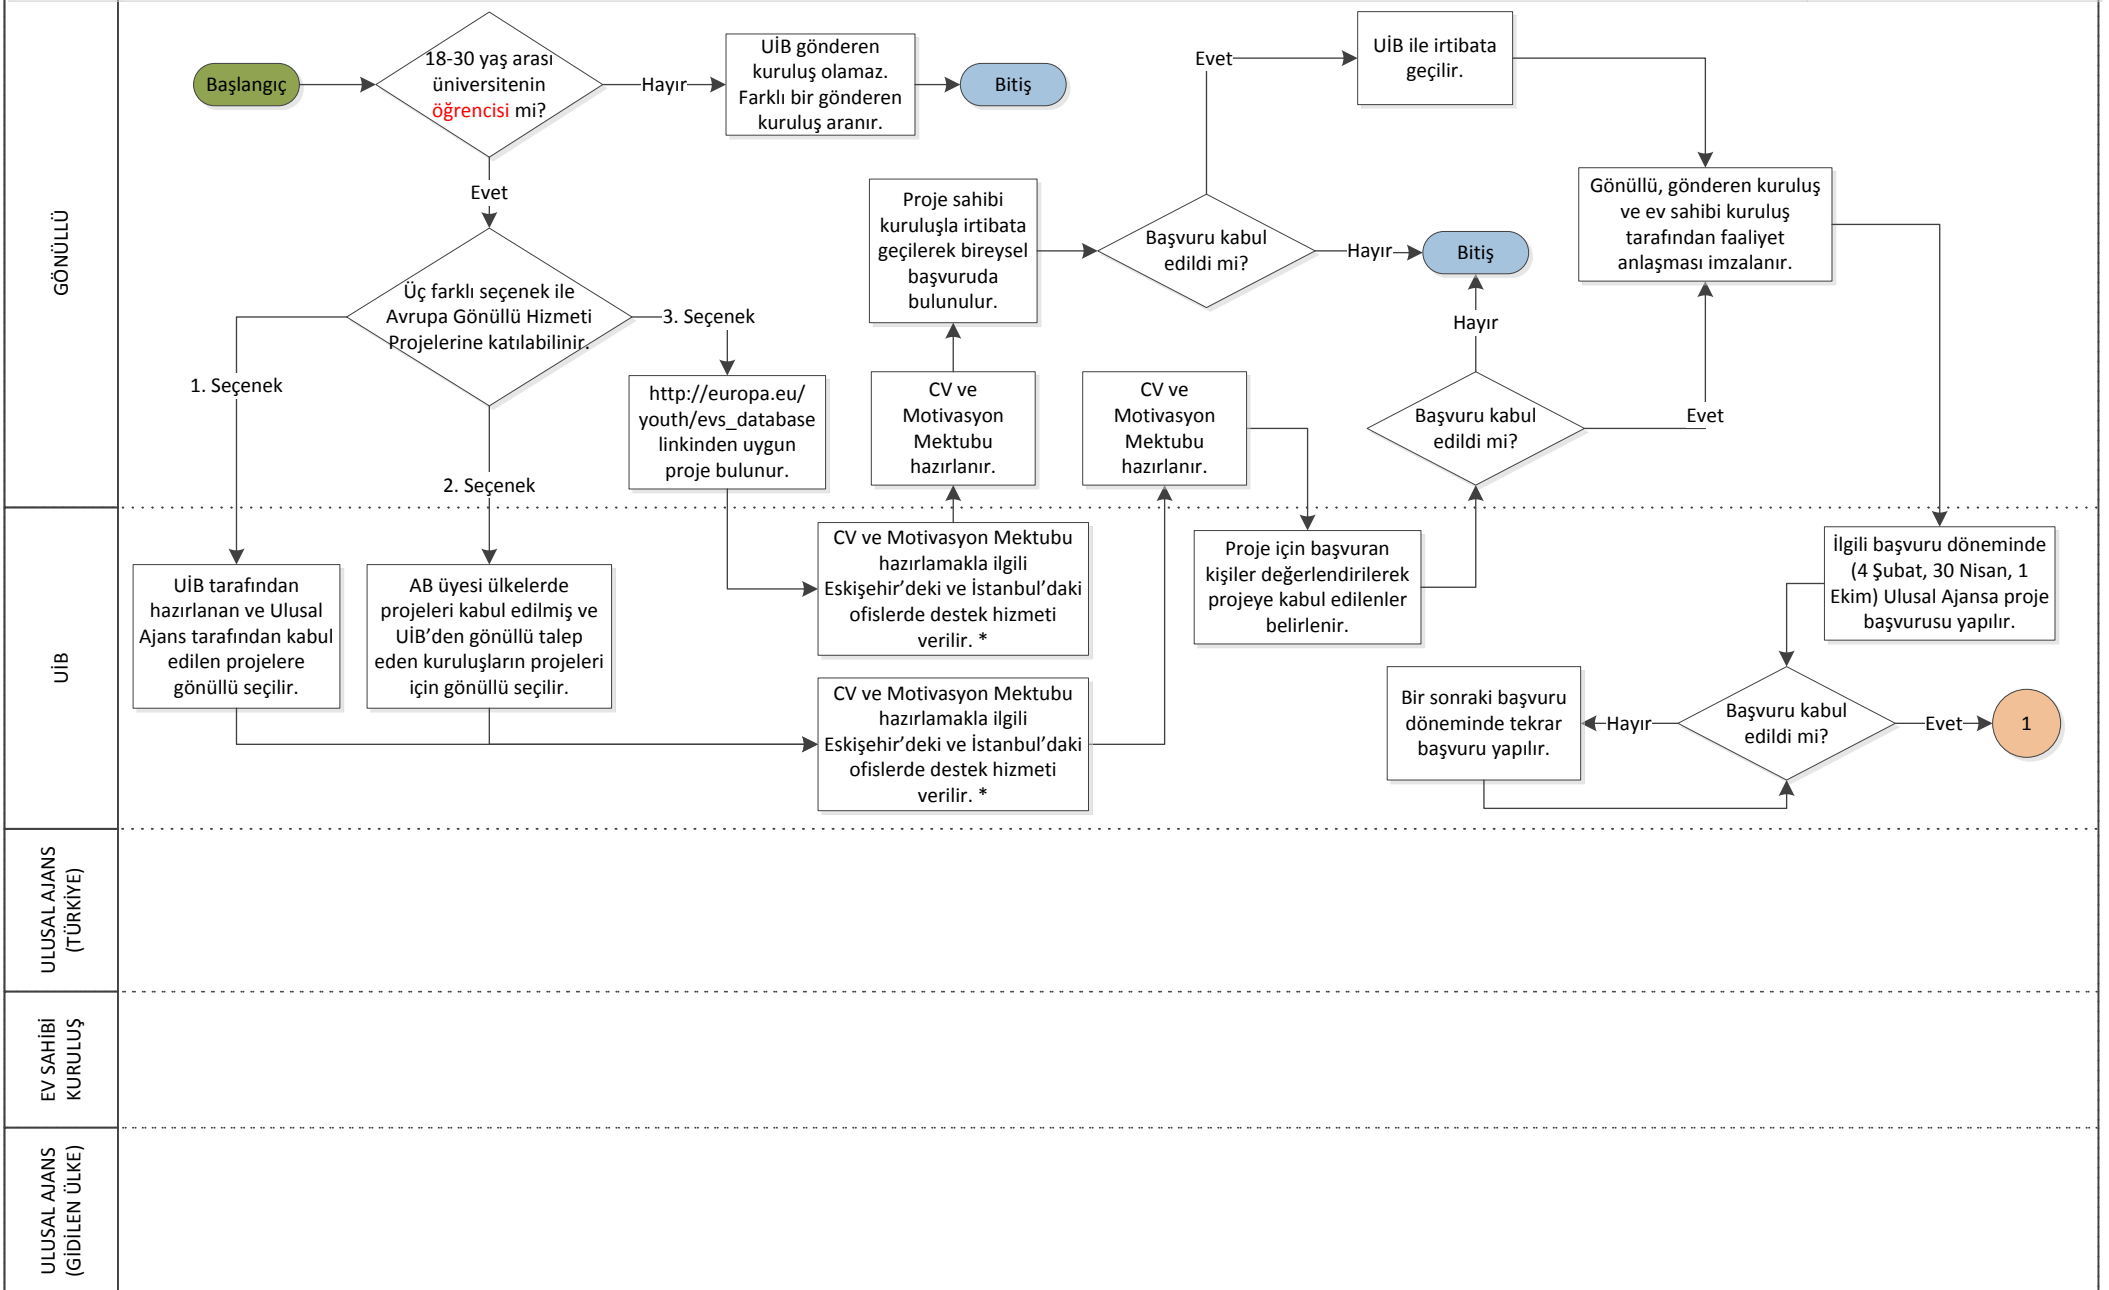 Başlangıç
18-30 yaş arası
üniversitenin
öğrencisi mi?
Hayır
UİB gönderen
kuruluş olamaz.
Farklı bir gönderen
kuruluş aranır.
Bitiş
Evet
Üç farklı seçenek ile
Avrupa Gönüllü Hizmeti
Projelerine katılabilinir.
1. Seçenek
2. Seçenek
3. Seçenek
http://europa.eu/
youth/evs_database
linkinden uygun
proje bulunur.
Proje sahibi
kuruluşla irtibata
geçilerek bireysel
başvuruda
bulunulur.
CV ve
Motivasyon
Mektubu
hazırlanır.
CV ve
Motivasyon
Mektubu
hazırlanır.
Başvuru kabul
edildi mi?
Evet
UİB ile irtibata
geçilir.
Hayır
Bitiş
Hayır
Başvuru kabul
edildi mi?
Evet
Gönüllü, gönderen kuruluş
ve ev sahibi kuruluş
tarafından faaliyet
anlaşması imzalanır.
GÖNÜLLÜ
UİB
UİB tarafından
hazırlanan ve Ulusal
Ajans tarafından kabul
edilen projelere
gönüllü seçilir.
AB üyesi ülkelerde
projeleri kabul edilmiş ve
UİB’den gönüllü talep
eden kuruluşların projeleri
için gönüllü seçilir.
CV ve Motivasyon Mektubu
hazırlamakla ilgili
Eskişehir’deki ve İstanbul’daki
ofislerde destek hizmeti
verilir. *
CV ve Motivasyon Mektubu
hazırlamakla ilgili
Eskişehir’deki ve İstanbul’daki
ofislerde destek hizmeti
verilir. *
Proje için başvuran
kişiler değerlendirilerek
projeye kabul edilenler
belirlenir.
İlgili başvuru döneminde
(4 Şubat, 30 Nisan, 1
Ekim) Ulusal Ajansa proje
başvurusu yapılır.
Bir sonraki başvuru
döneminde tekrar
başvuru yapılır.
Hayır
Başvuru kabul
edildi mi?
Evet
1
ULUSAL AJANS
(TÜRKİYE)
EV SAHİBİ
KURULUŞ
ULUSAL AJANS
(GİDİLEN ÜLKE)